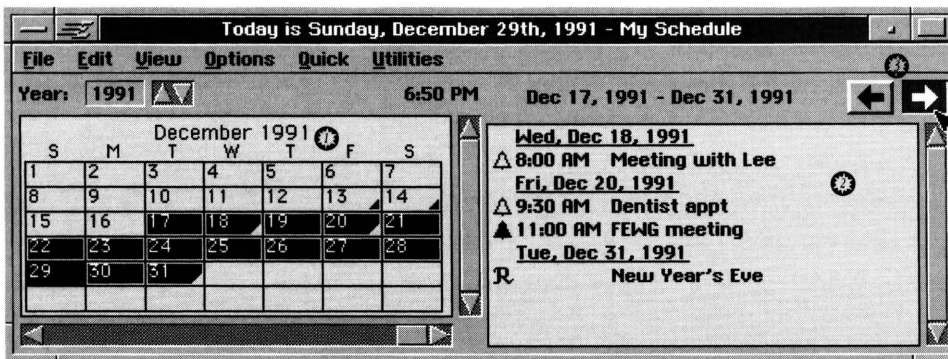 Today is Sunday, December 29th, 1991 - My Schedule
File Edit View Options Quick Utilities
3
Year: 1991 6:50 PM Dec 17, 1991 - Dec 31, 1991
December 1991 1
S M T W T F S
1 2 3 4 5 6 7
8 9 10 11 12 13 14
15 16 17 18 19 20 21
22 23 24 25 26 27 28
29 30 31
Wed, Dec 18, 1991
8:00 AM Meeting with Lee
Fri, Dec 20, 1991
2
9:30 AM Dentist appt
11:00 AM FEWG meeting
Tue, Dec 31, 1991
R New Year's Eve